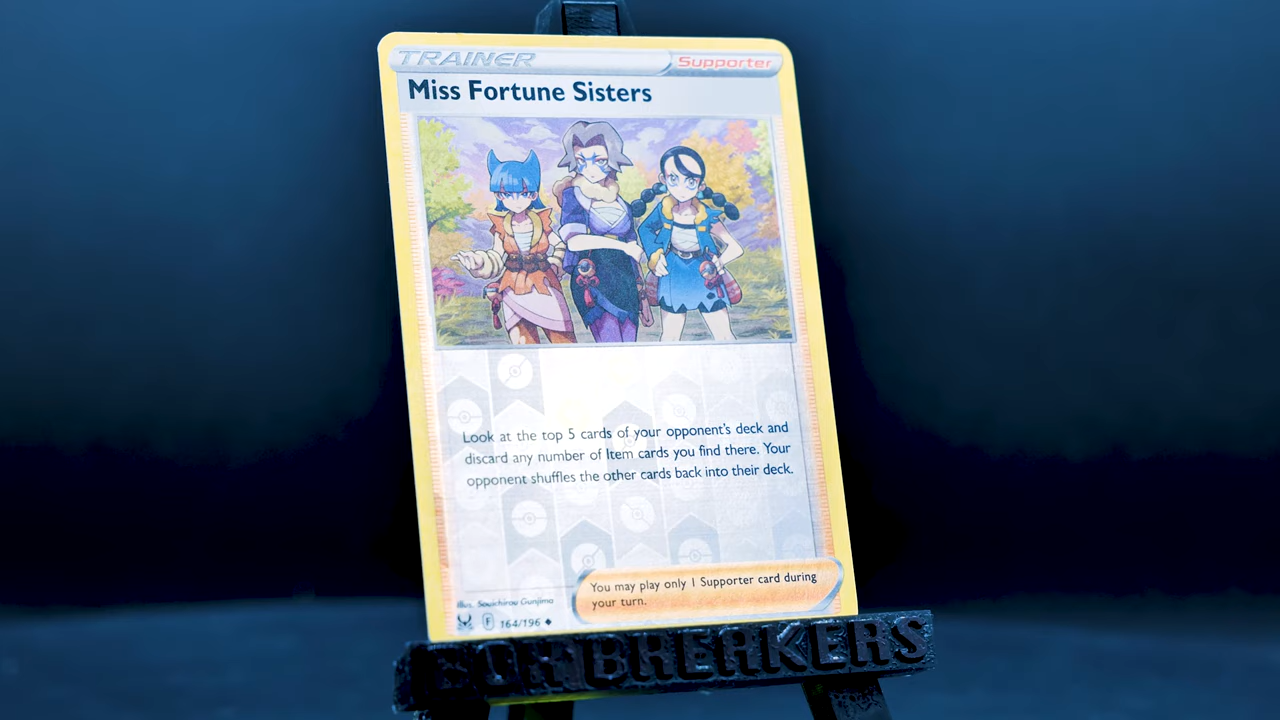 TRAINER
Supporter
Miss Fortune Sisters
Look at the top 5 cards of your opponent's deck and
discard any number of Item cards you find there. Your
opponent shuffles the other cards back into their deck.
You may play only 1 Supporter card during
your turn.
Illus. Souichirou Gunjima
F 164/196
BOX BREAKERS